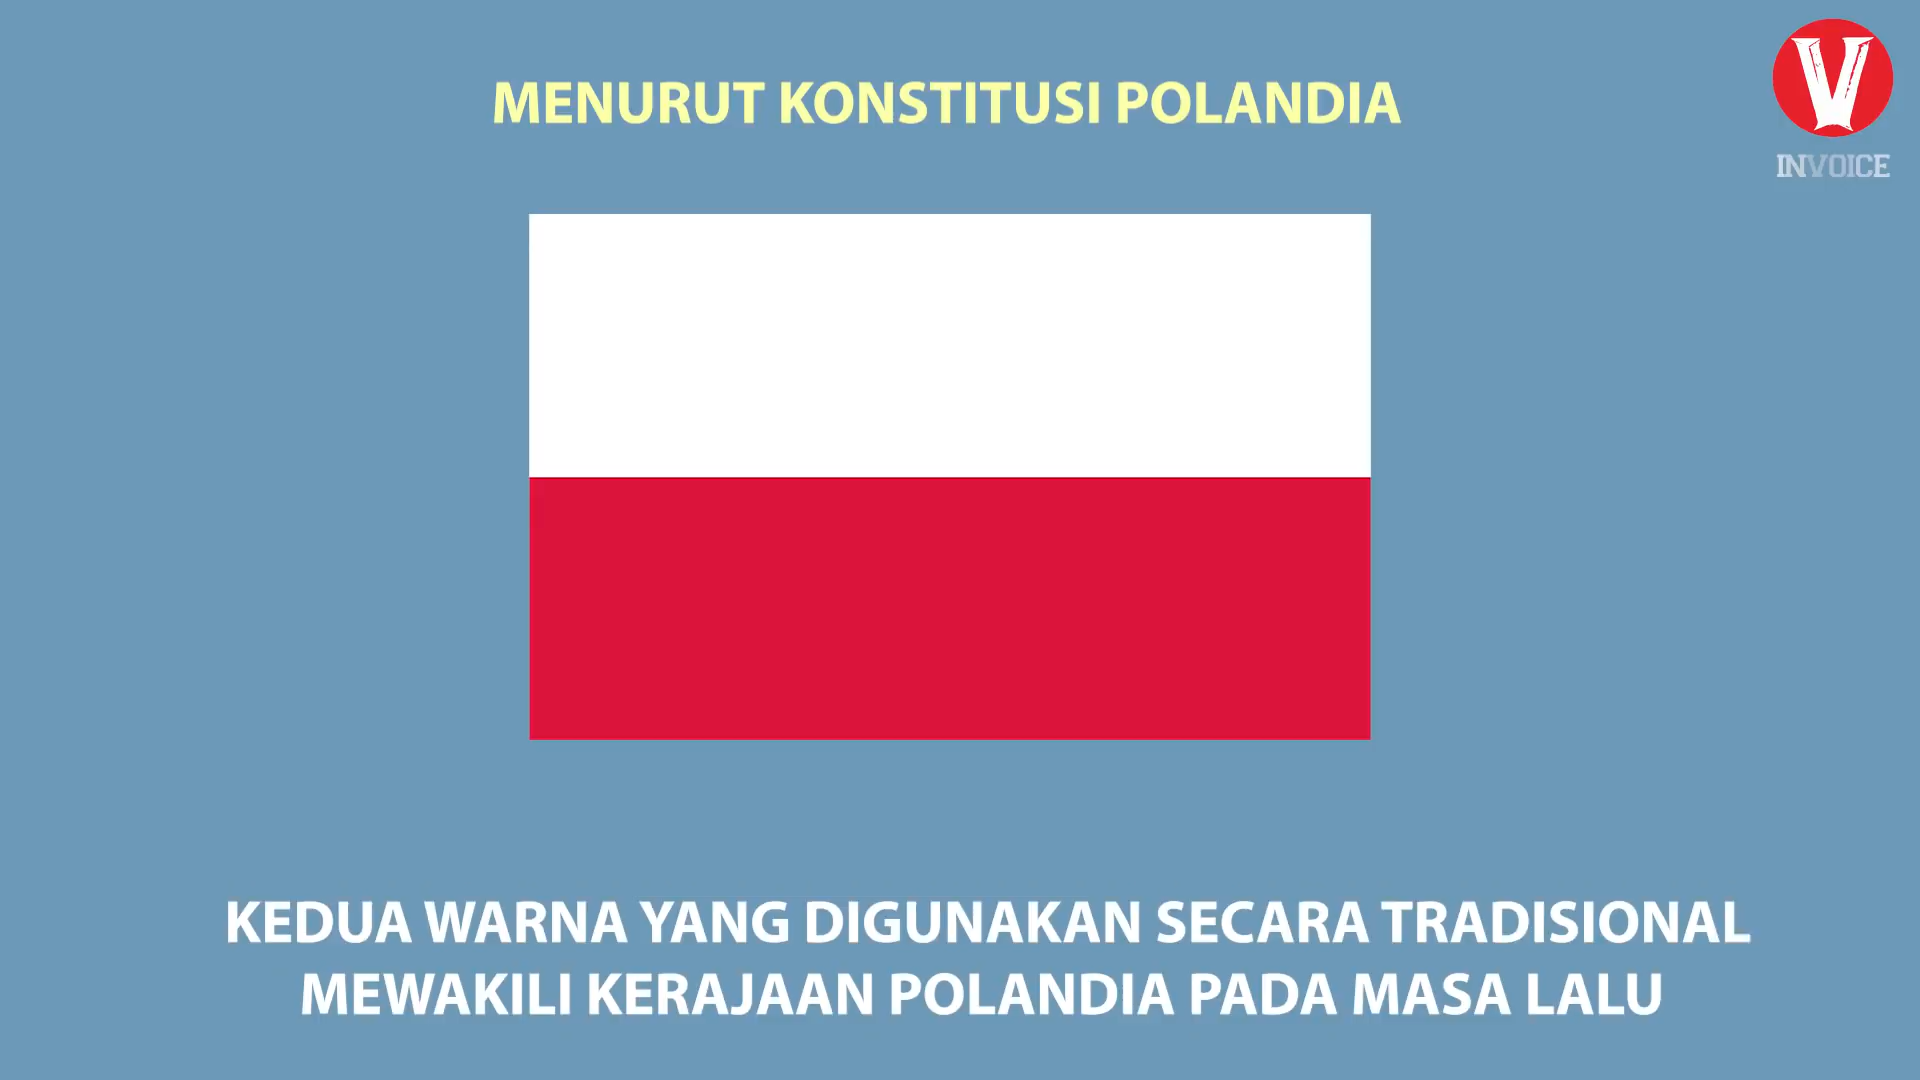 MENURUT KONSTITUSI POLANDIA
V
INVOICE
KEDUA WARNA YANG DIGUNAKAN SECARA TRADISIONAL
MEWAKILI KERAJAAN POLANDIA PADA MASA LALU